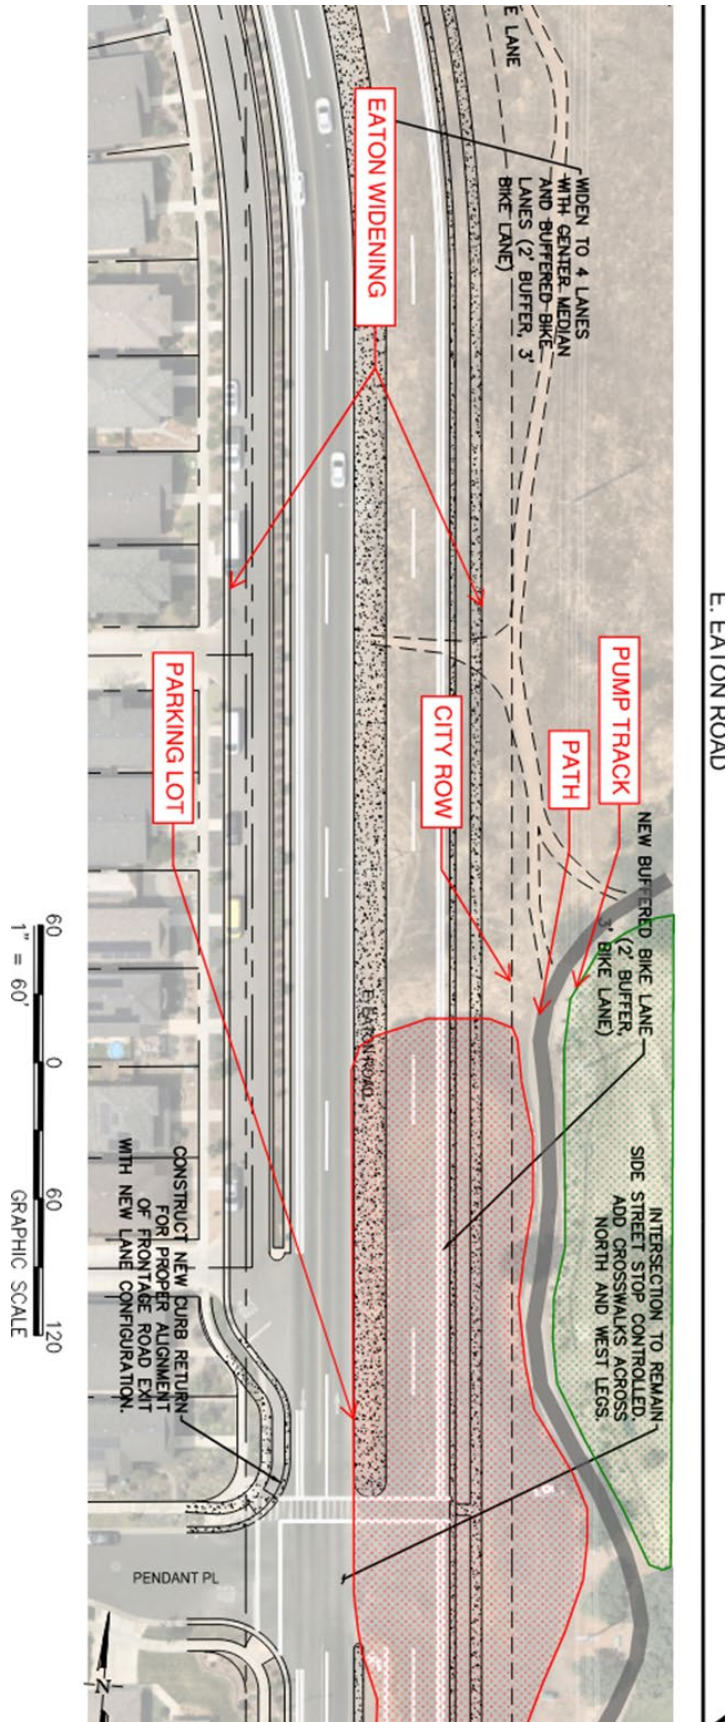 E. EATON ROAD
E LANE
WIDEN TO 4 LANES
WITH CENTER MEDIAN
AND BUFFERED BIKE
LANES (2' BUFFER, 3'
BIKE LANE)
EATON WIDENING
PUMP TRACK
PATH
CITY ROW
PARKING LOT
NEW BUFFERED BIKE LANE
(2' BUFFER,
3' BIKE LANE)
E. EATON ROAD
INTERSECTION TO REMAIN
SIDE STREET STOP CONTROLLED.
ADD CROSSWALKS ACROSS
NORTH AND WEST LEGS.
CONSTRUCT NEW CURB RETURN
FOR PROPER ALIGNMENT
OF FRONTAGE ROAD EXIT
WITH NEW LANE CONFIGURATION.
PENDANT PL
N
60 0 60 120
1" = 60' GRAPHIC SCALE